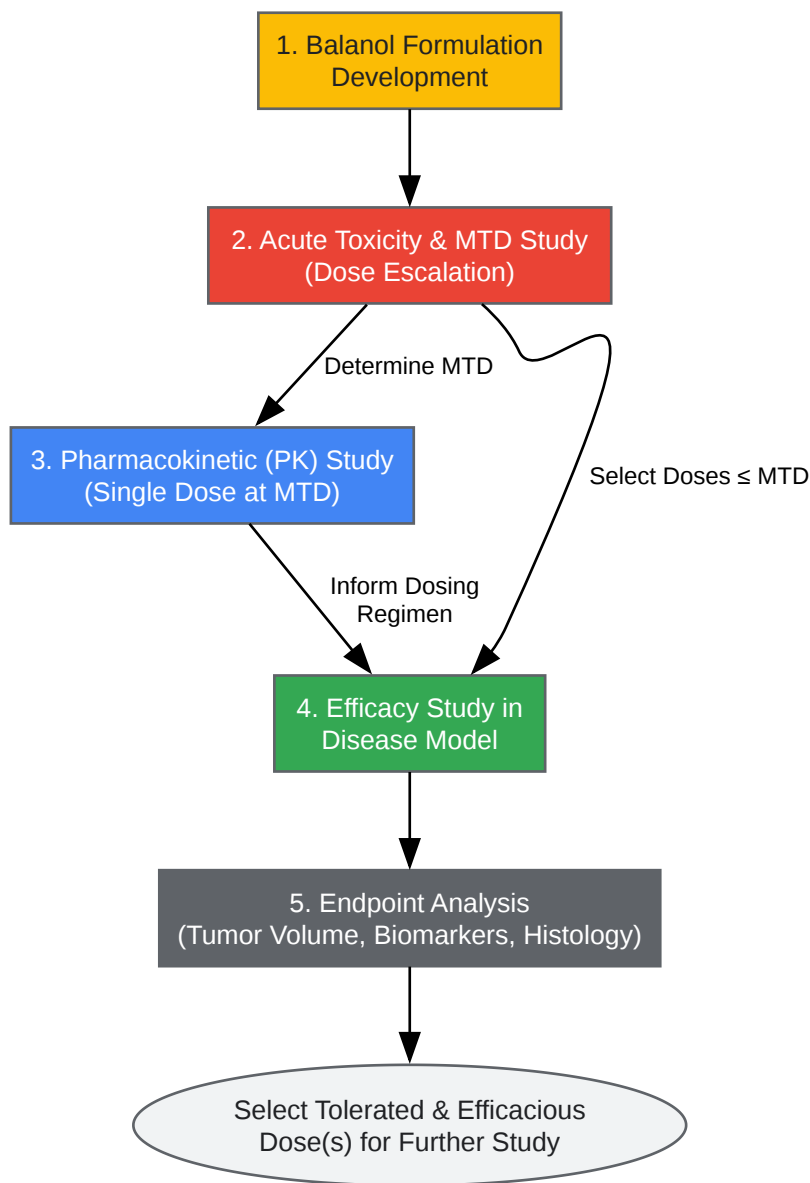 1. Balanol Formulation
Development
2. Acute Toxicity & MTD Study
(Dose Escalation)
Determine MTD
3. Pharmacokinetic (PK) Study
(Single Dose at MTD)
Select Doses ≤ MTD
Inform Dosing
Regimen
4. Efficacy Study in
Disease Model
5. Endpoint Analysis
(Tumor Volume, Biomarkers, Histology)
Select Tolerated & Efficacious
Dose(s) for Further Study